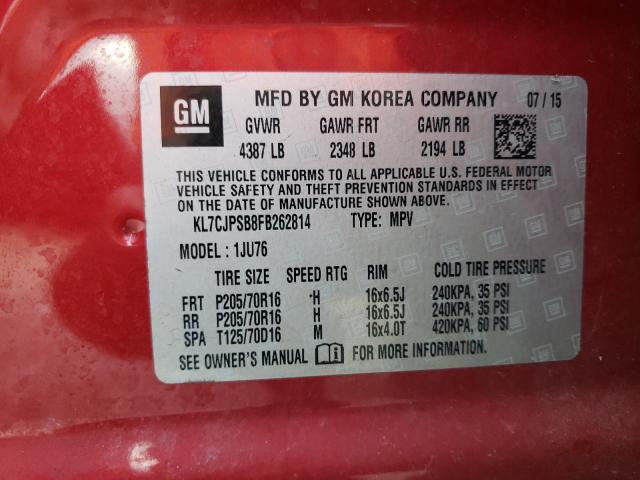 GM MFD BY GM KOREA COMPANY 07 / 15
GVWR GAWR FRT GAWR RR
4387 LB 2348 LB 2194 LB
THIS VEHICLE CONFORMS TO ALL APPLICABLE U.S. FEDERAL MOTOR
VEHICLE SAFETY AND THEFT PREVENTION STANDARDS IN EFFECT
ON THE DATE OF MANUFACTURE SHOWN ABOVE.
KL7CJPSB8FB262814 TYPE: MPV
MODEL : 1JU76
TIRE SIZE SPEED RTG RIM COLD TIRE PRESSURE
FRT P205/70R16 H 16x6.5J 240KPA, 35 PSI
RR P205/70R16 H 16x6.5J 240KPA, 35 PSI
SPA T125/70D16 M 16x4.0T 420KPA, 60 PSI
SEE OWNER'S MANUAL FOR MORE INFORMATION.